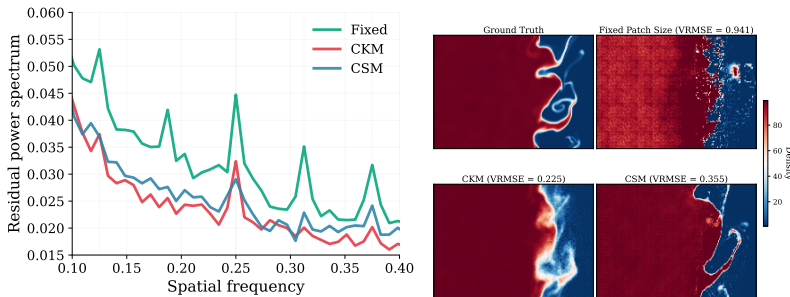 0.060
0.055
0.050
0.045
0.040
0.035
0.030
0.025
0.020
0.015
Residual power spectrum
Fixed
CKM
CSM
0.10
0.15
0.20
0.25
0.30
0.35
0.40
Spatial frequency
Ground Truth
Fixed Patch Size (VRMSE = 0.941)
CKM (VRMSE = 0.225)
CSM (VRMSE = 0.355)
80
60
40
20
Density